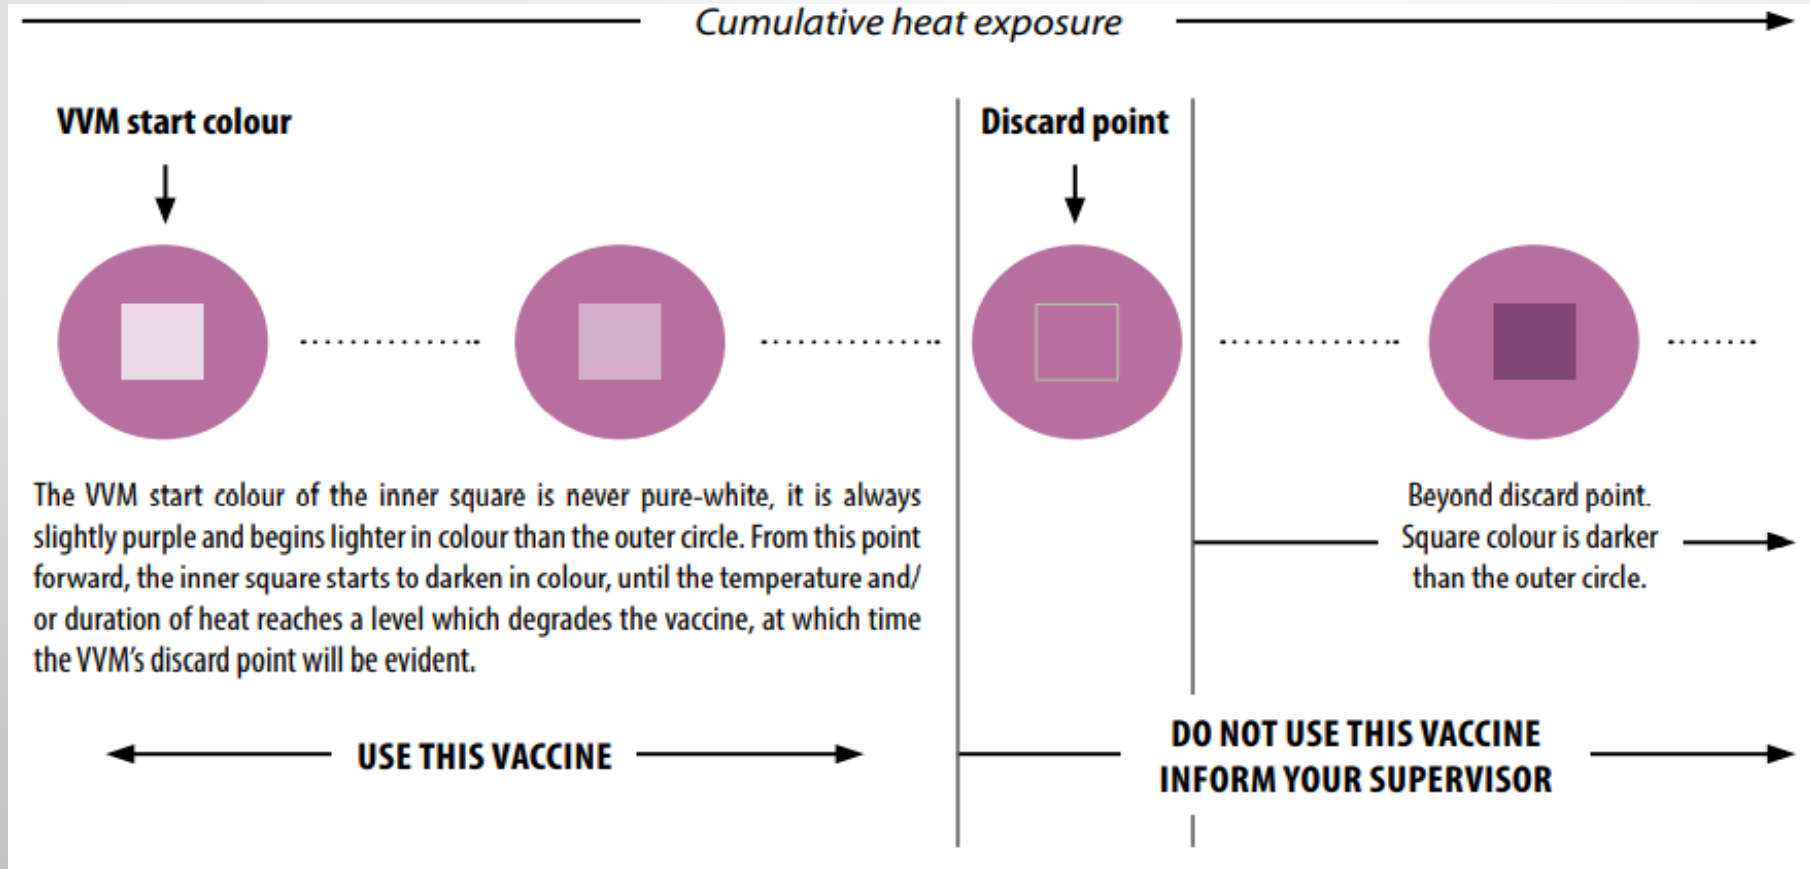 Cumulative heat exposure
VVM start colour
Discard point
The VVM start colour of the inner square is never pure-white, it is always
slightly purple and begins lighter in colour than the outer circle. From this point
forward, the inner square starts to darken in colour, until the temperature and/
or duration of heat reaches a level which degrades the vaccine, at which time
the VVM's discard point will be evident.
Beyond discard point.
Square colour is darker
than the outer circle.
USE THIS VACCINE
DO NOT USE THIS VACCINE
INFORM YOUR SUPERVISOR